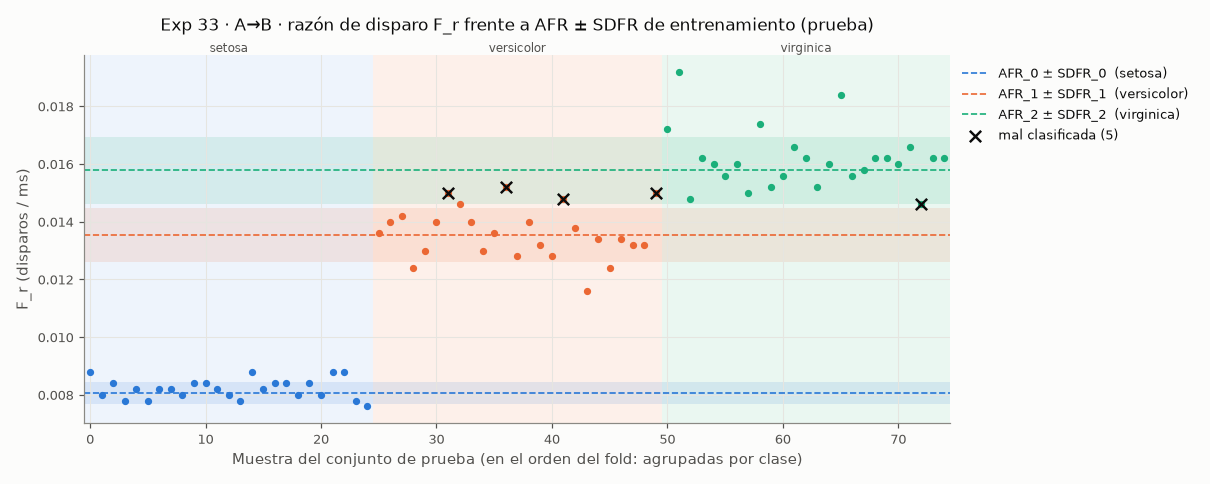 Exp 33 · A→B · razón de disparo F_r frente a AFR ± SDFR de entrenamiento (prueba)
setosa versicolor virginica
AFR_0 ± SDFR_0 (setosa)
AFR_1 ± SDFR_1 (versicolor)
AFR_2 ± SDFR_2 (virginica)
mal clasificada (5)
F_r (disparos / ms)
0.018
0.016
0.014
0.012
0.010
0.008
0 10 20 30 40 50 60 70
Muestra del conjunto de prueba (en el orden del fold: agrupadas por clase)